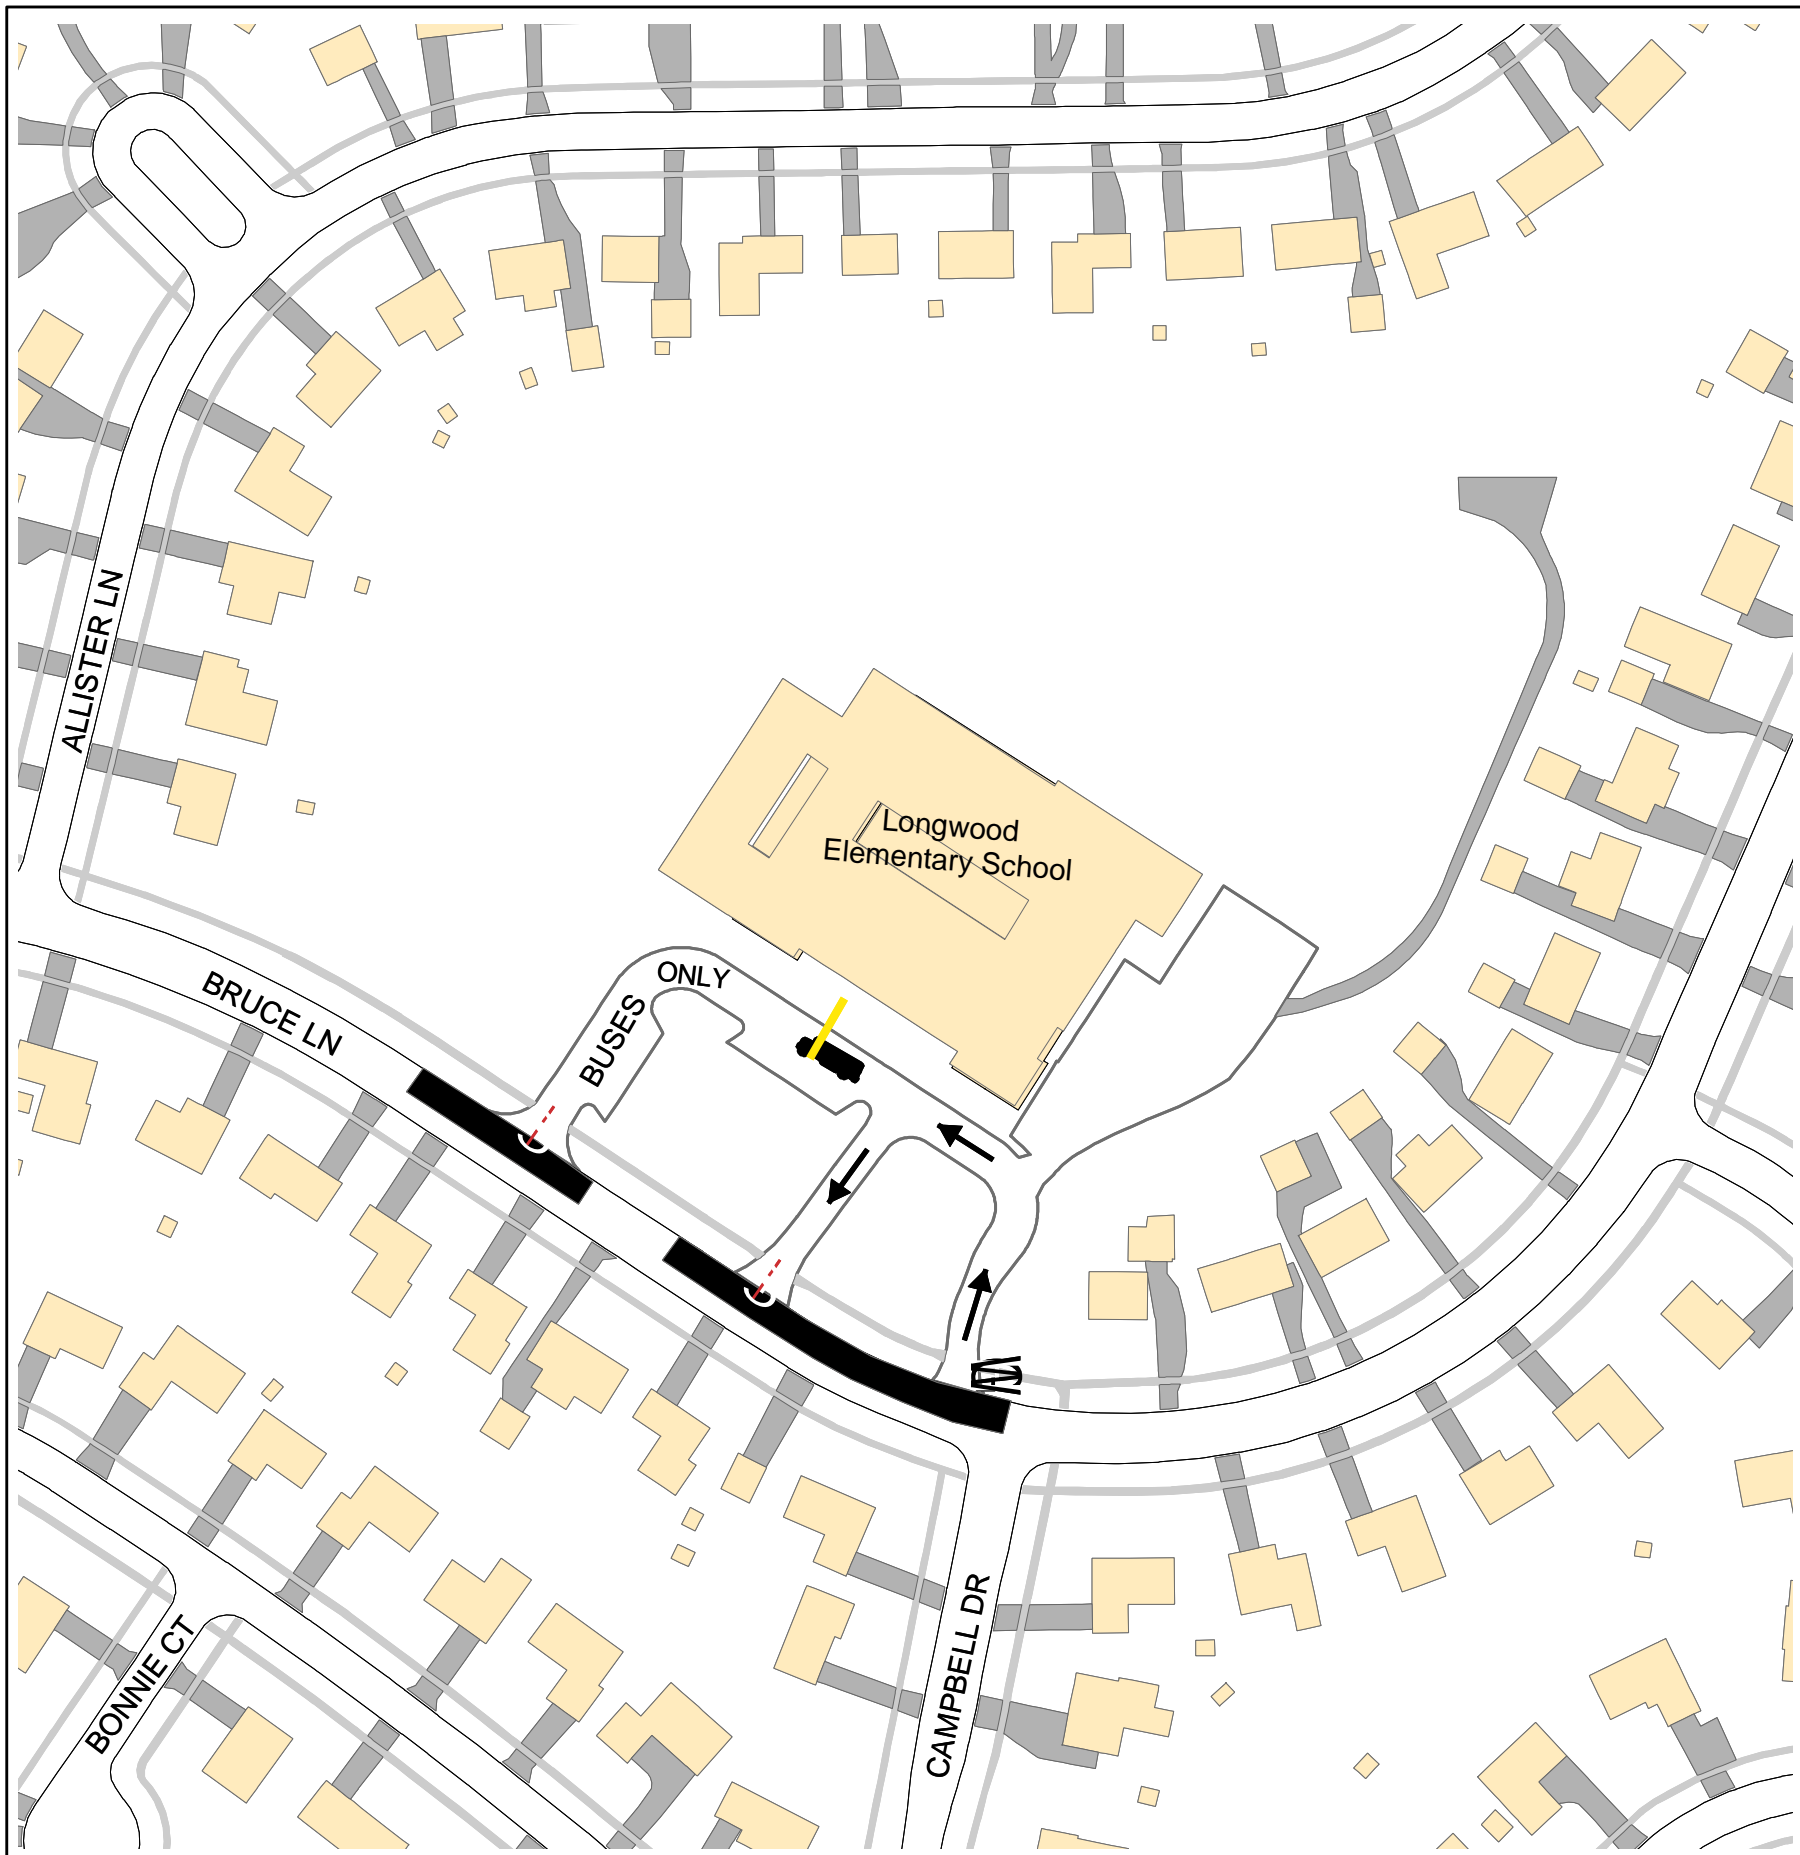 ALLISTER LN
Longwood
Elementary School
ONLY
BUSES
BRUCE LN
CAMPBELL DR
BONNIE CT